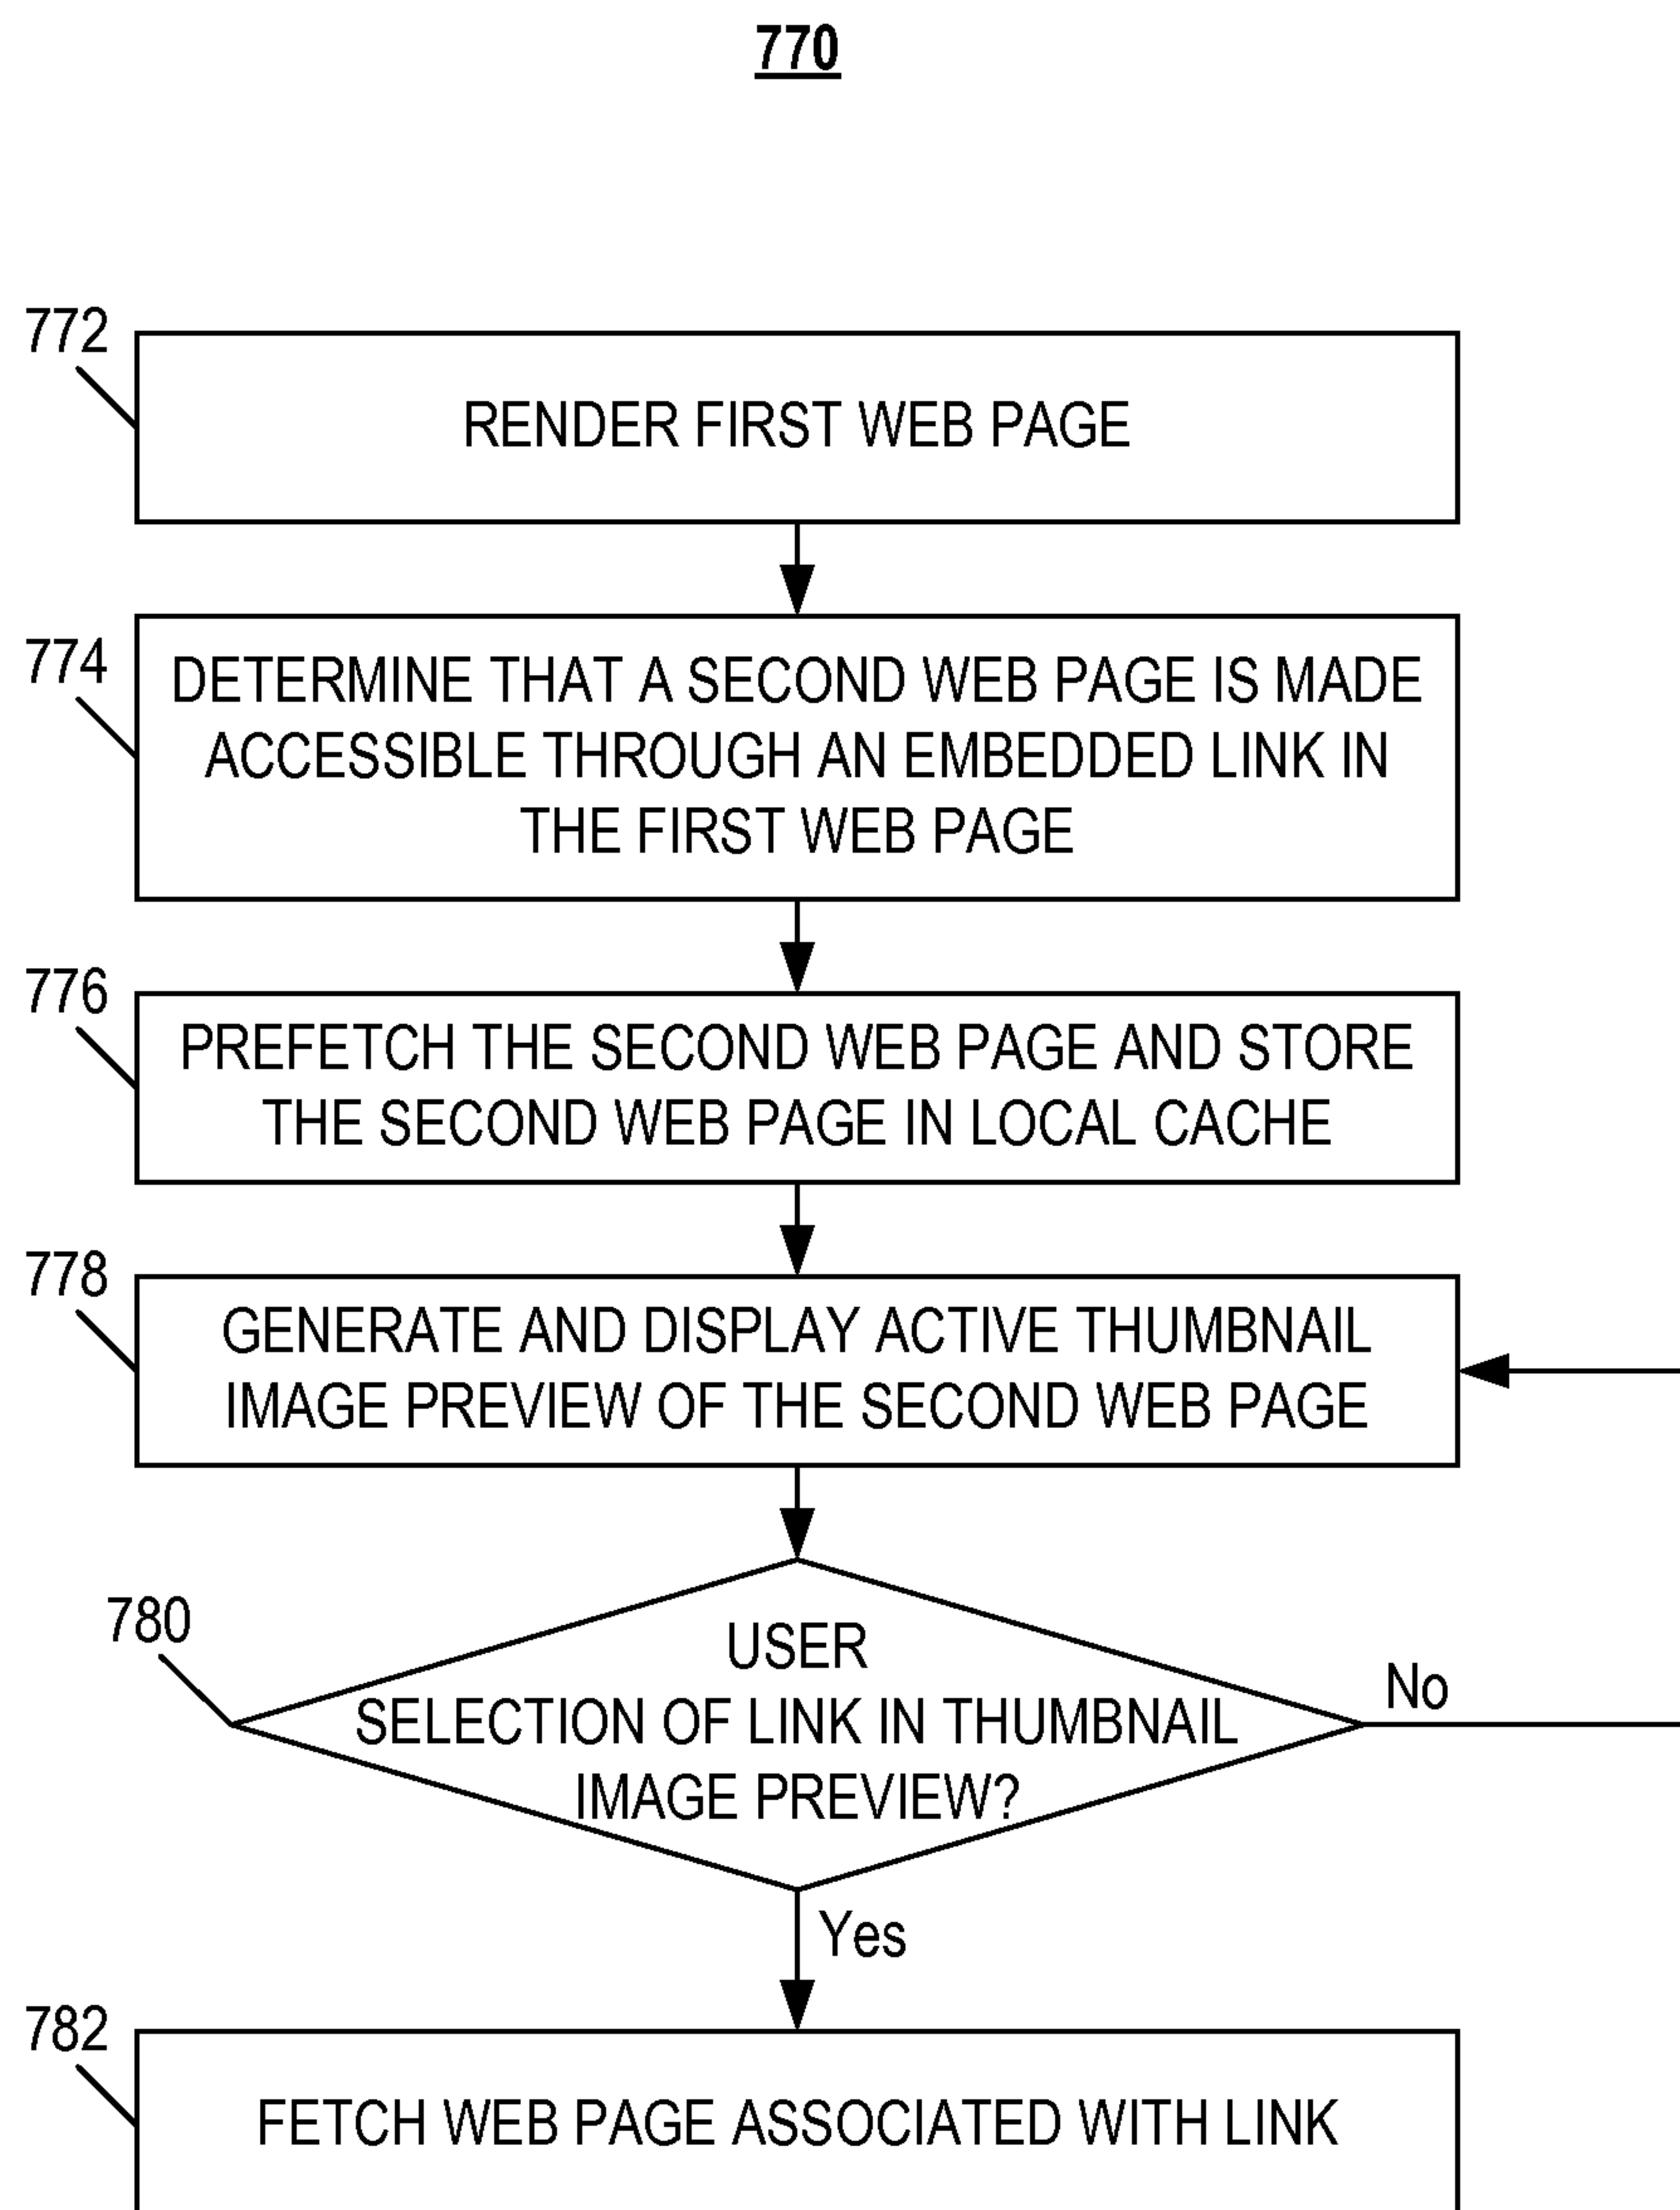 770
772
RENDER FIRST WEB PAGE
774
DETERMINE THAT A SECOND WEB PAGE IS MADE
ACCESSIBLE THROUGH AN EMBEDDED LINK IN
THE FIRST WEB PAGE
776
PREFETCH THE SECOND WEB PAGE AND STORE
THE SECOND WEB PAGE IN LOCAL CACHE
778
GENERATE AND DISPLAY ACTIVE THUMBNAIL
IMAGE PREVIEW OF THE SECOND WEB PAGE
780
USER
SELECTION OF LINK IN THUMBNAIL
IMAGE PREVIEW?
No
Yes
782
FETCH WEB PAGE ASSOCIATED WITH LINK